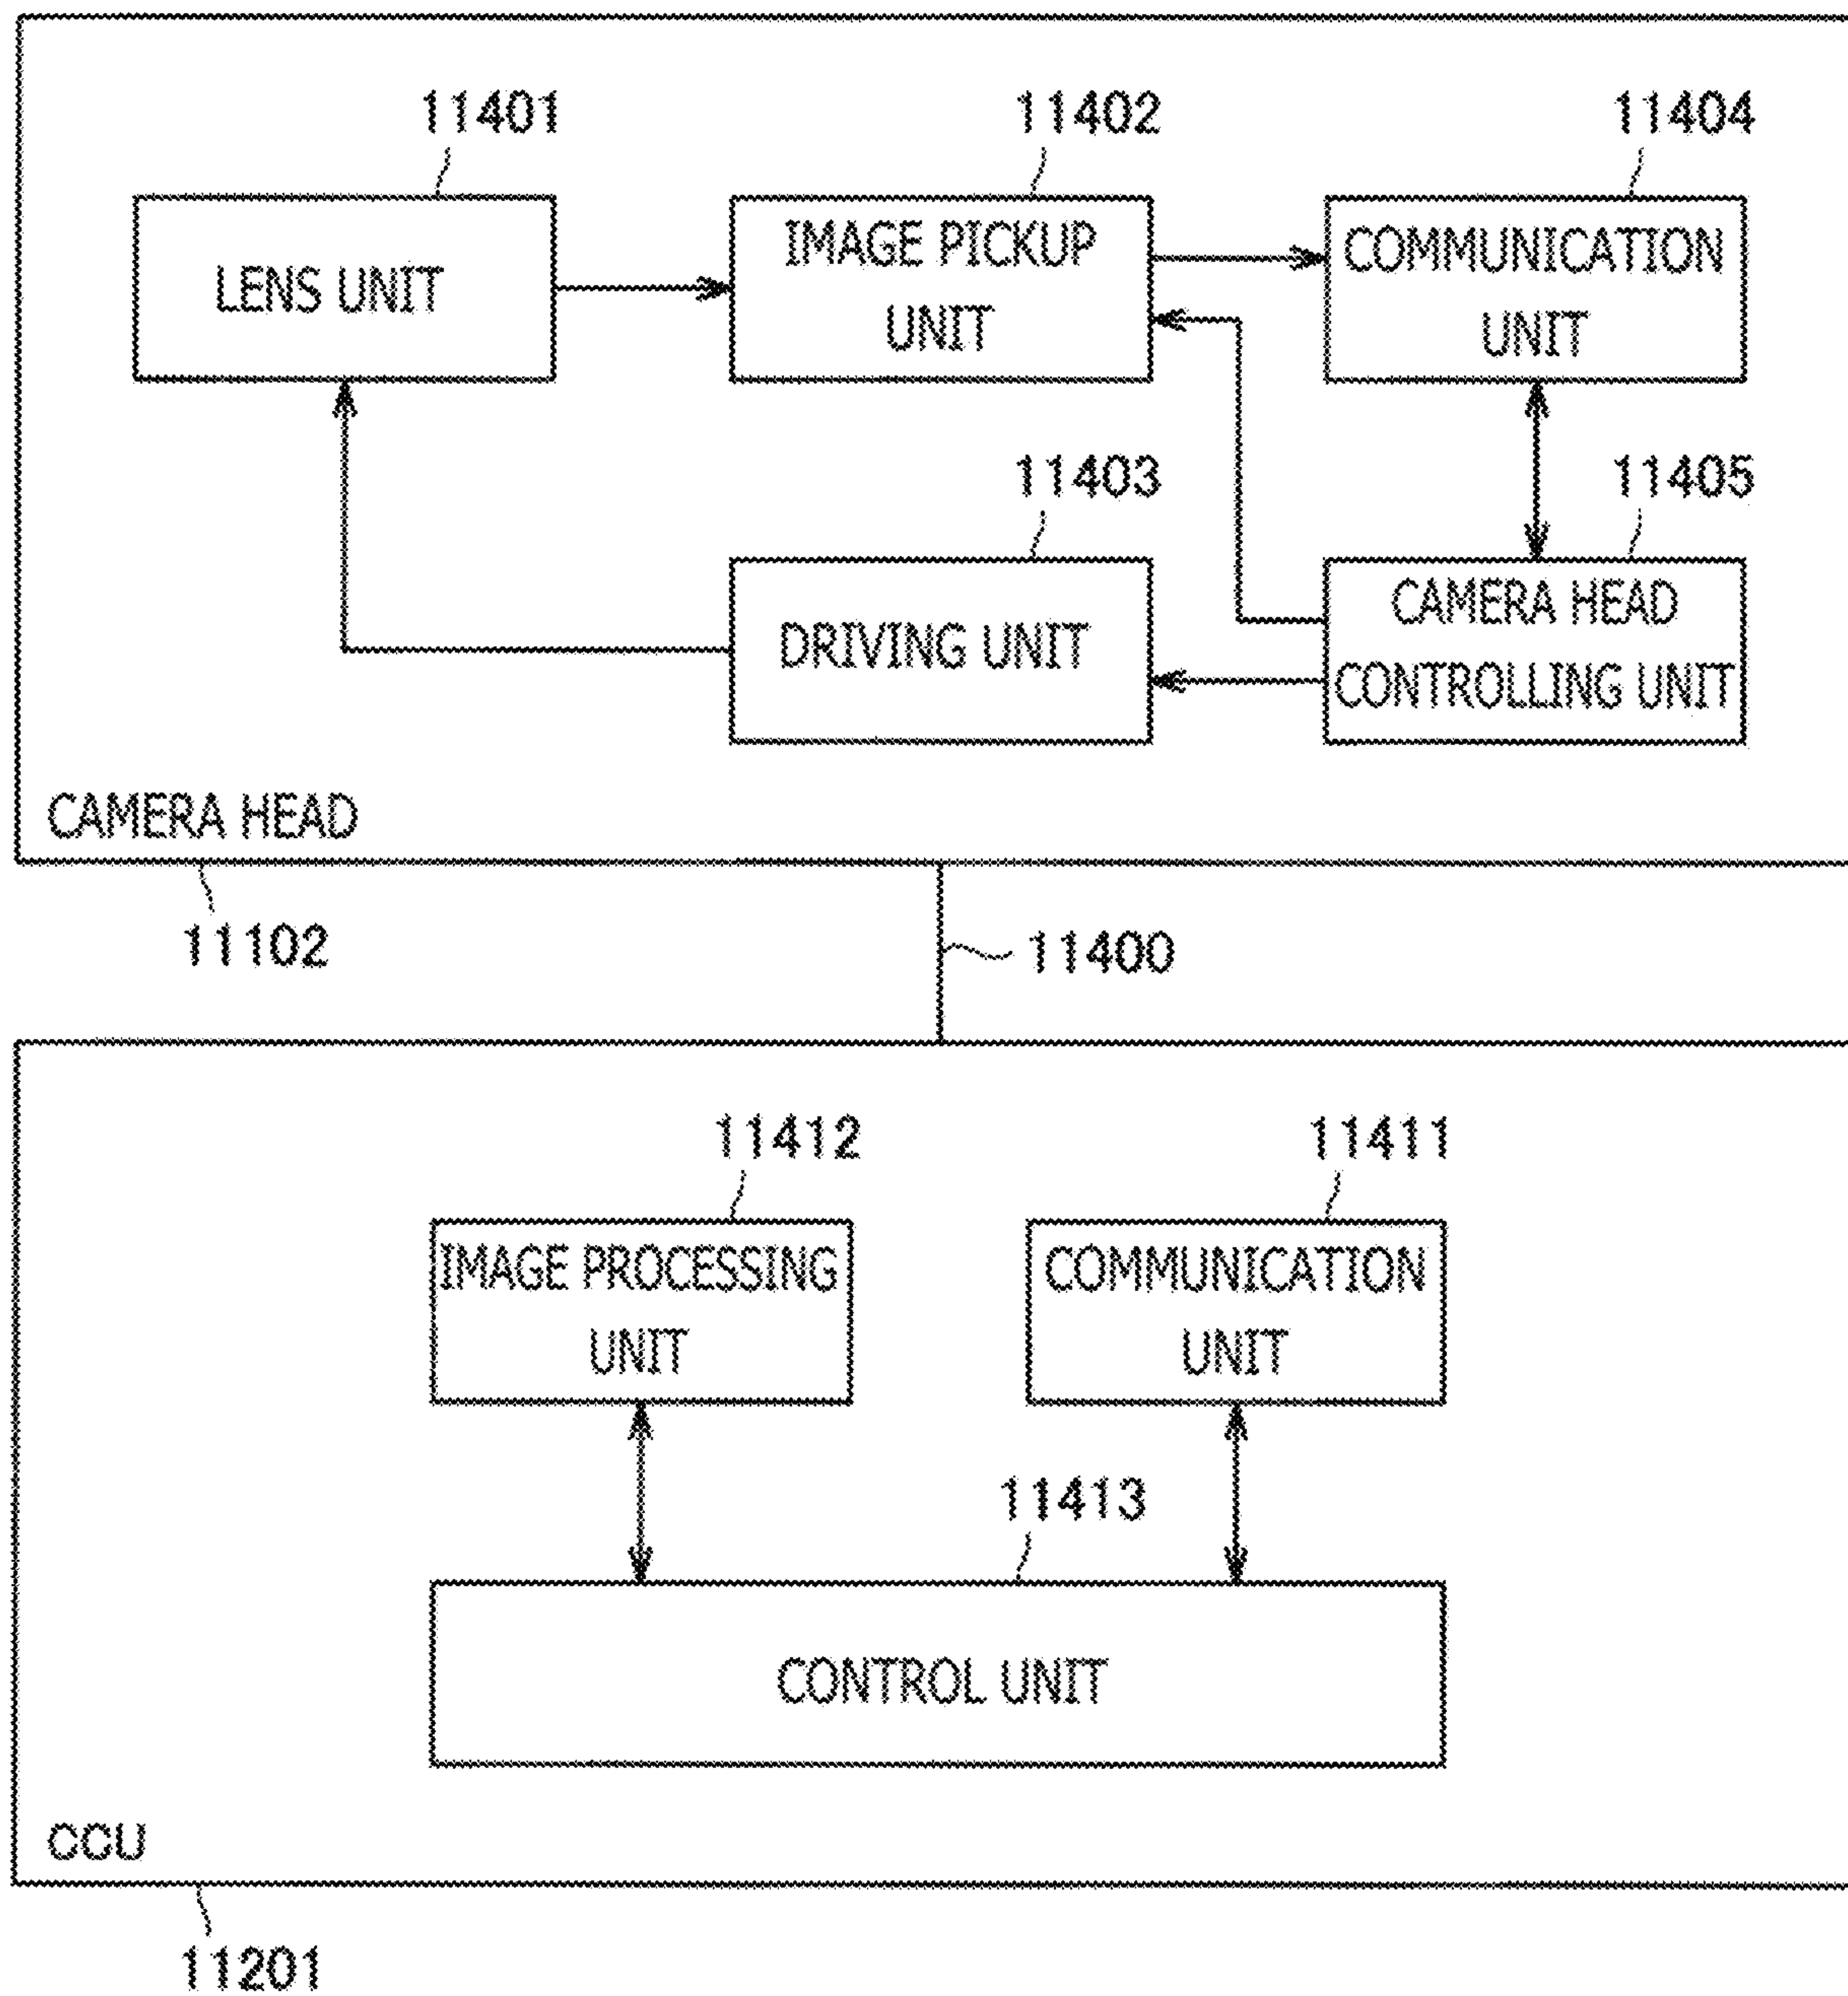 11401
11402
11404
LENS UNIT
IMAGE PICKUP
UNIT
COMMUNICATION
UNIT
11403
11405
DRIVING UNIT
CAMERA HEAD
CONTROLLING UNIT
CAMERA HEAD
11102
11400
11412
11411
IMAGE PROCESSING
UNIT
COMMUNICATION
UNIT
11413
CONTROL UNIT
CCU
11201